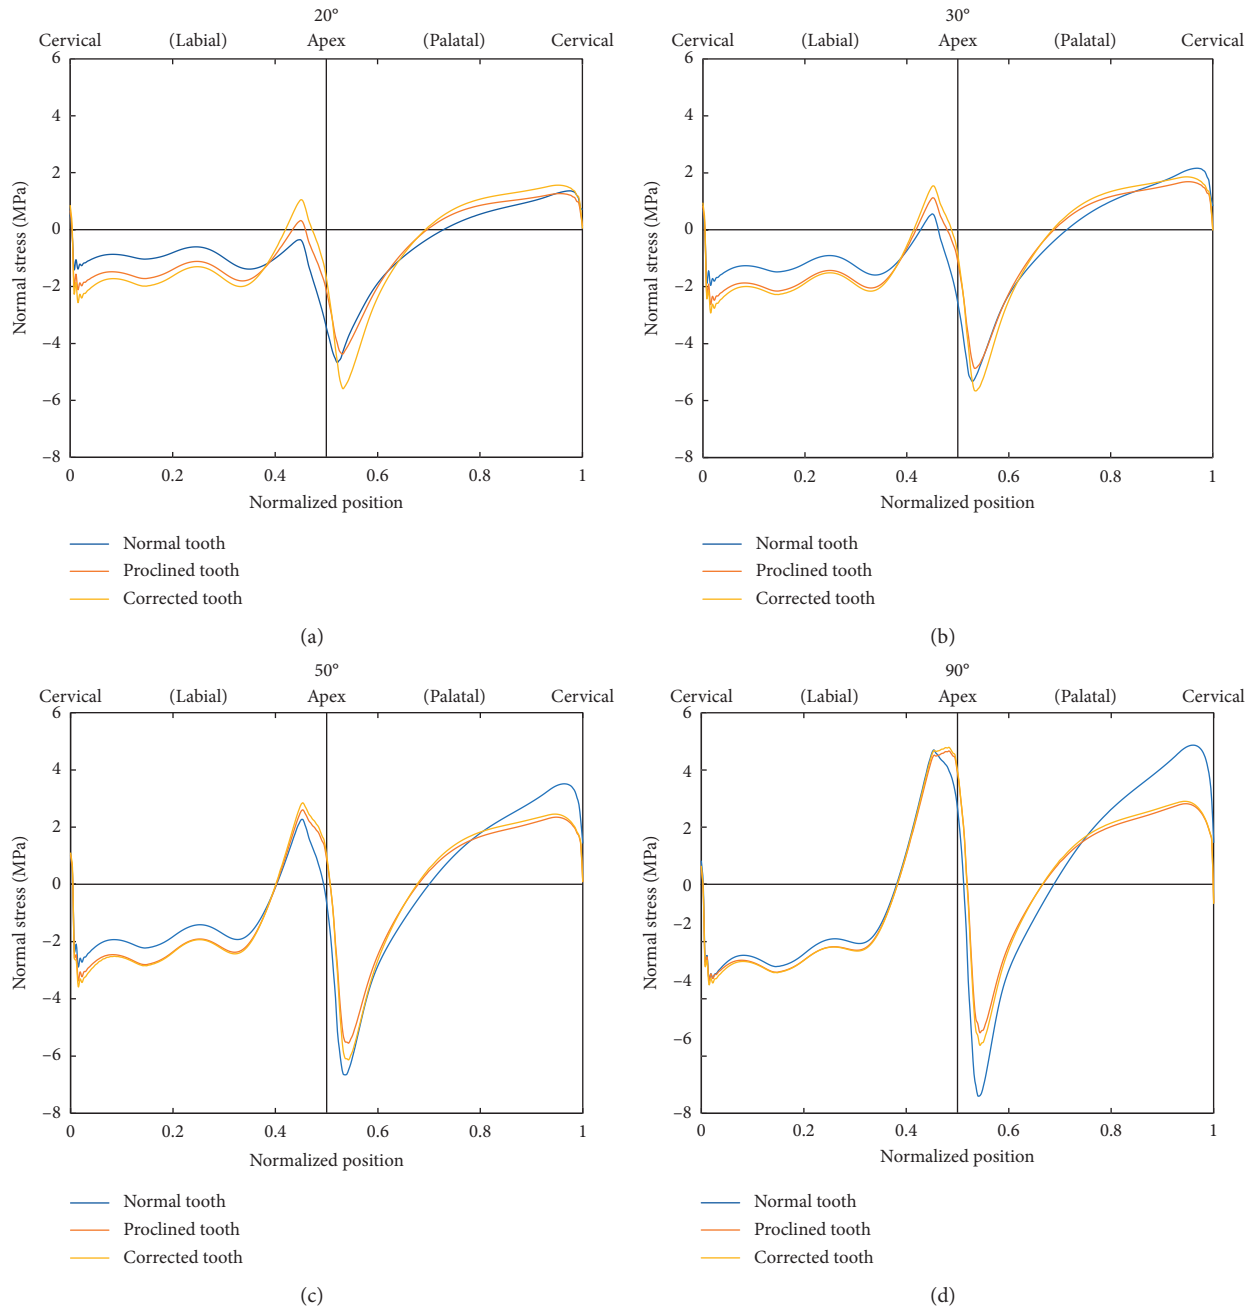 20°
Cervical (Labial) Apex (Palatal) Cervical
6
4
2
0
−2
−4
−6
−8
Normal stress (MPa)
0 0.2 0.4 0.6 0.8 1
Normalized position
Normal tooth
Proclined tooth
Corrected tooth
(a)
30°
Cervical (Labial) Apex (Palatal) Cervical
6
4
2
0
−2
−4
−6
−8
Normal stress (MPa)
0 0.2 0.4 0.6 0.8 1
Normalized position
Normal tooth
Proclined tooth
Corrected tooth
(b)
50°
Cervical (Labial) Apex (Palatal) Cervical
6
4
2
0
−2
−4
−6
−8
Normal stress (MPa)
0 0.2 0.4 0.6 0.8 1
Normalized position
Normal tooth
Proclined tooth
Corrected tooth
(c)
90°
Cervical (Labial) Apex (Palatal) Cervical
6
4
2
0
−2
−4
−6
−8
Normal stress (MPa)
0 0.2 0.4 0.6 0.8 1
Normalized position
Normal tooth
Proclined tooth
Corrected tooth
(d)